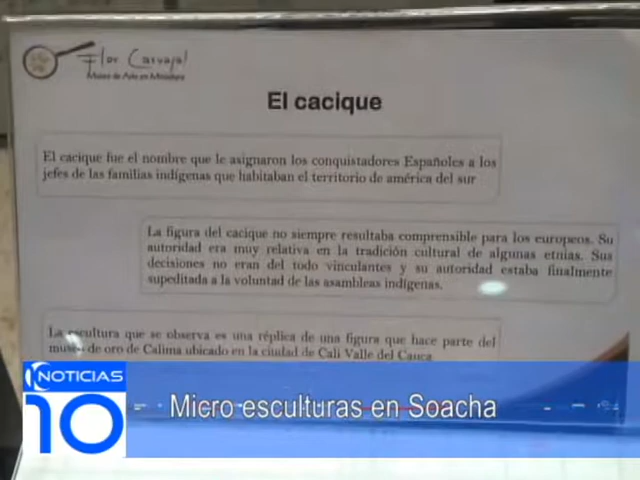 Flor Carvajal
Museo de Arte en Miniatura
El cacique
El cacique fue el nombre que le asignaron los conquistadores Españoles a los
jefes de las familias indígenas que habitaban el territorio de américa del sur
La figura del cacique no siempre resultaba comprensible para los europeos. Su
autoridad era muy relativa en la tradición cultural de algunas etnias. Sus
decisiones no eran del todo vinculantes y su autoridad estaba finalmente
supeditada a la voluntad de las asambleas indígenas.
La escultura que se observa es una réplica de una figura que hace parte del
museo de oro de Calima ubicado en la ciudad de Cali Valle del Cauca
NOTICIAS
10
Micro esculturas en Soacha